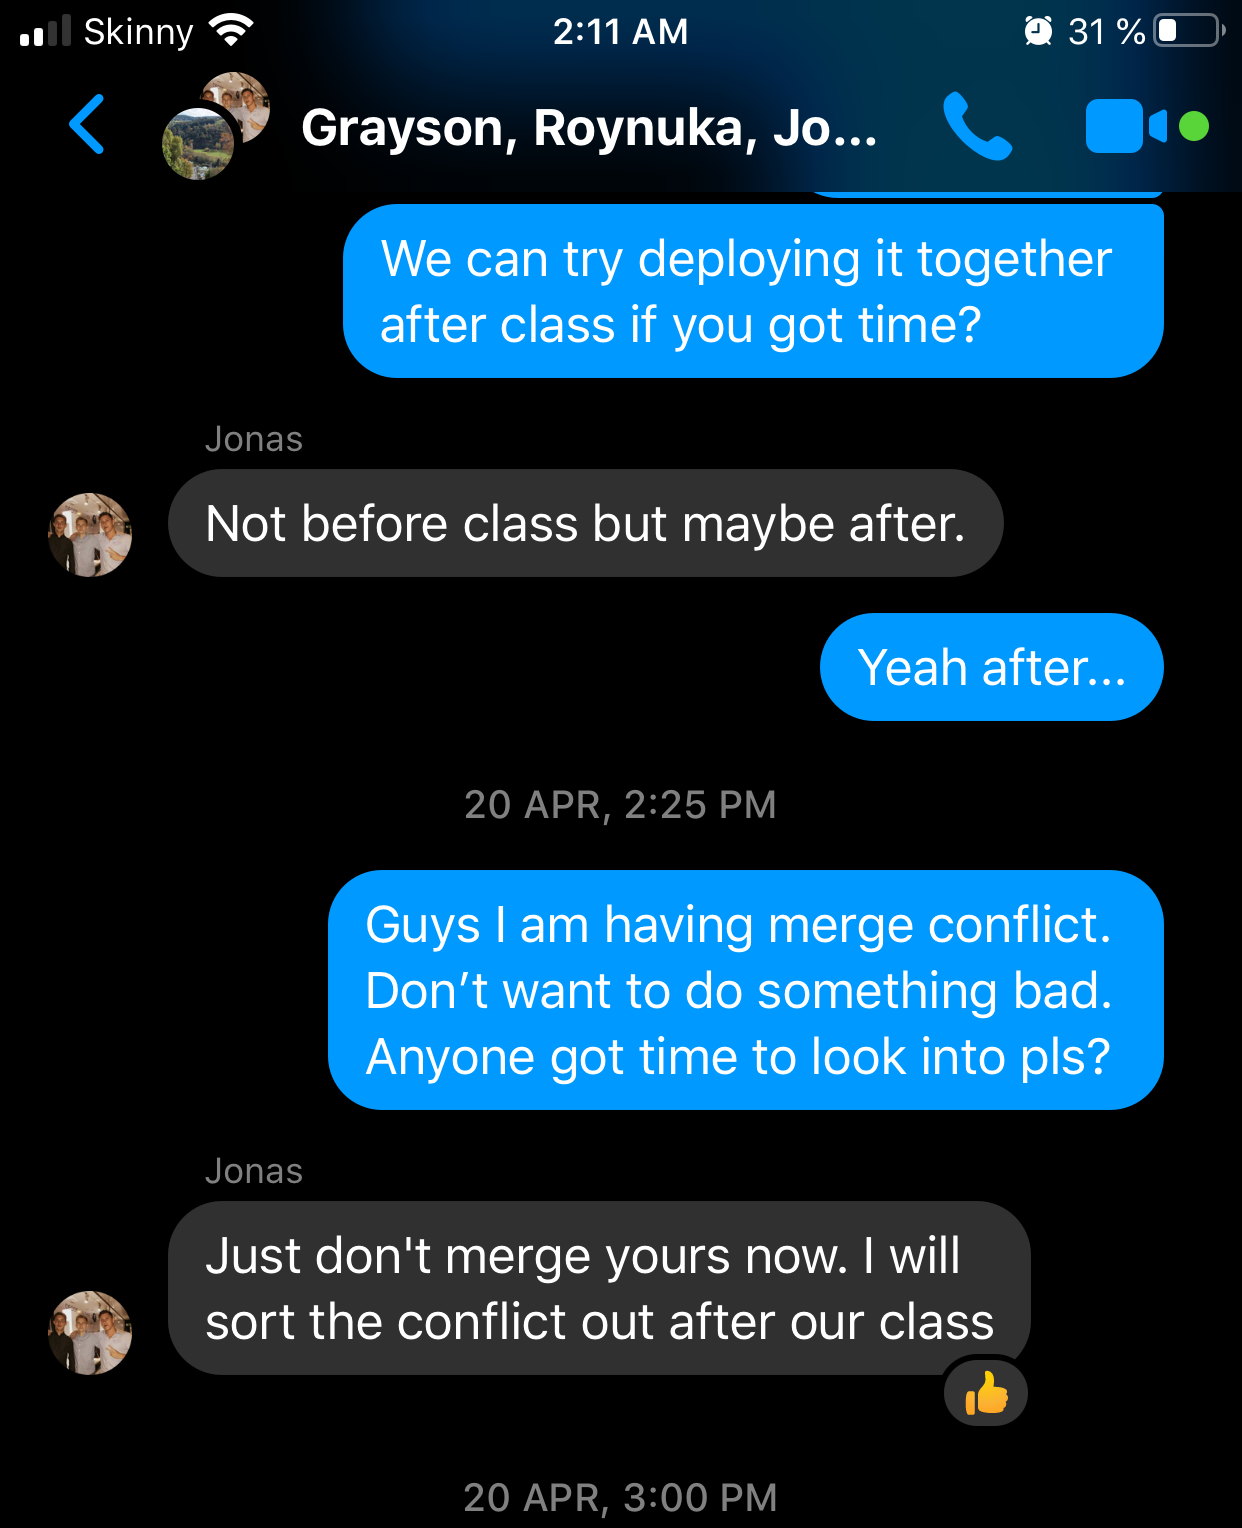 Skinny
2:11 AM
31 %
Grayson, Roynuka, Jo...
We can try deploying it together
after class if you got time?
Jonas
Not before class but maybe after.
Yeah after...
20 APR, 2:25 PM
Guys I am having merge conflict.
Don’t want to do something bad.
Anyone got time to look into pls?
Jonas
Just don't merge yours now. I will
sort the conflict out after our class
20 APR, 3:00 PM